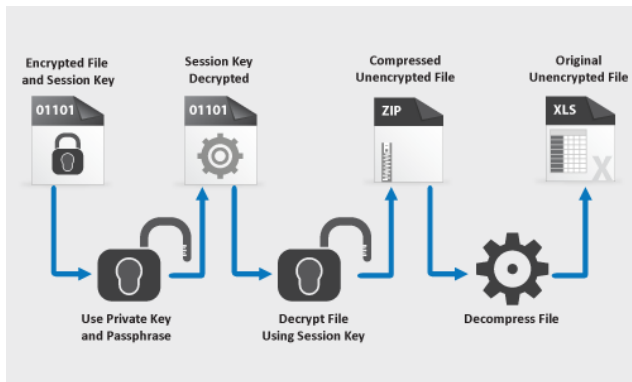 Encrypted File
and Session Key
Session Key
Decrypted
Compressed
Unencrypted File
Original
Unencrypted File
01101
01101
ZIP
XLS
X
Use Private Key
and Passphrase
Decrypt File
Using Session Key
Decompress File